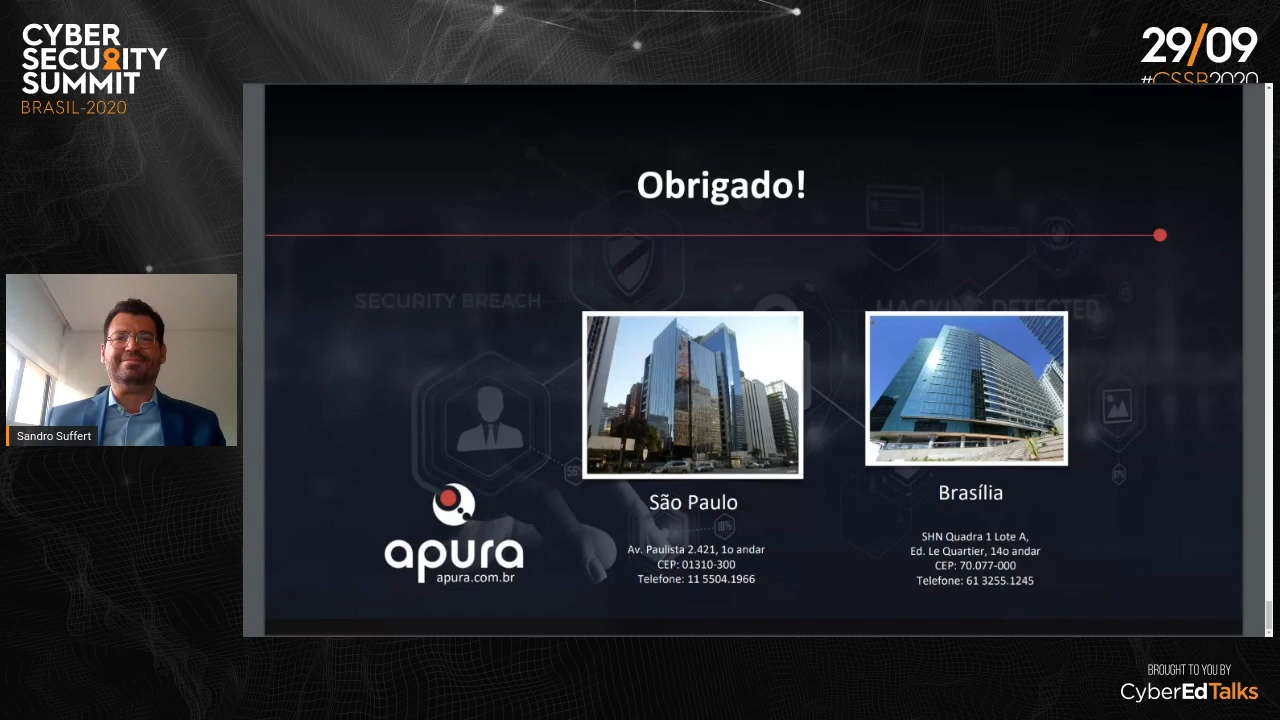 CYBER
SECURITY
SUMMIT
BRASIL-2020
29/09
#CSSB2020
Obrigado!
SECURITY BREACH
HACKING DETECTED
Sandro Suffert
São Paulo
Av. Paulista 2.421, 1o andar
CEP: 01310-300
Telefone: 11 5504.1966
Brasília
SHN Quadra 1 Lote A,
Ed. Le Quartier, 14o andar
CEP: 70.077-000
Telefone: 61 3255.1245
apura
apura.com.br
BROUGHT TO YOU BY
CyberEdTalks